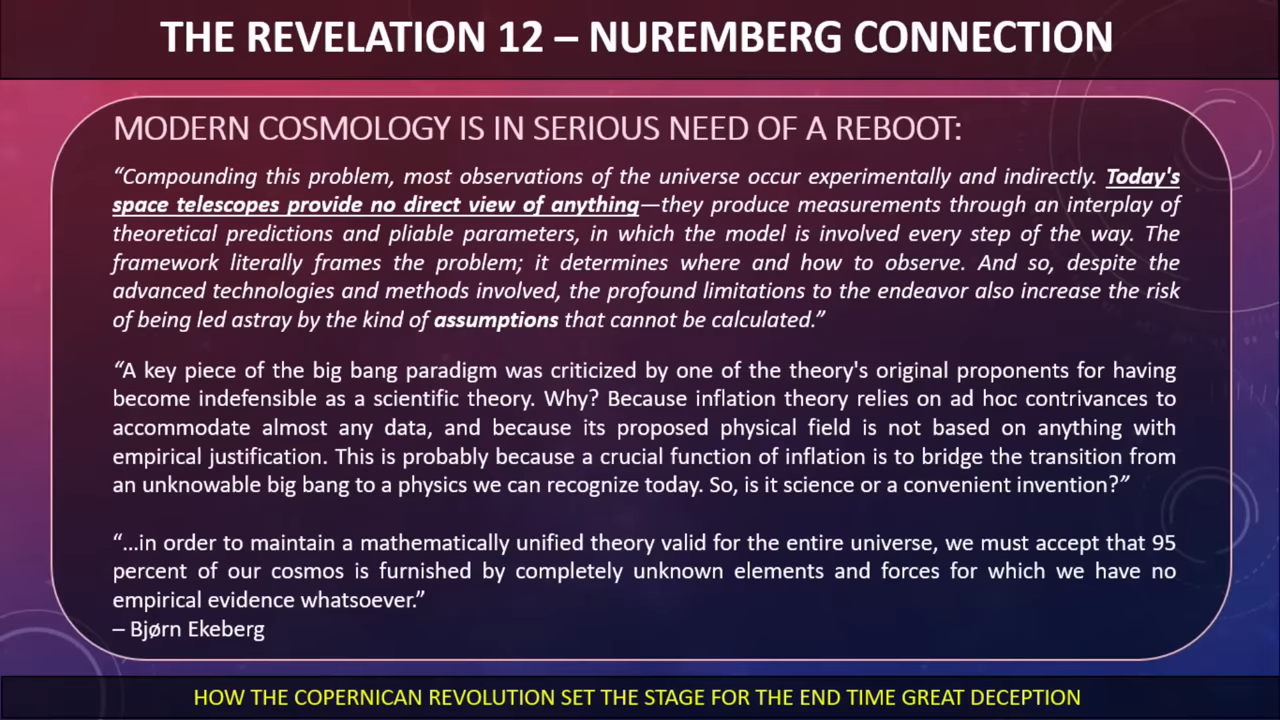 THE REVELATION 12 – NUREMBERG CONNECTION
MODERN COSMOLOGY IS IN SERIOUS NEED OF A REBOOT:
“Compounding this problem, most observations of the universe occur experimentally and indirectly. Today's
space telescopes provide no direct view of anything—they produce measurements through an interplay of
theoretical predictions and pliable parameters, in which the model is involved every step of the way. The
framework literally frames the problem; it determines where and how to observe. And so, despite the
advanced technologies and methods involved, the profound limitations to the endeavor also increase the risk
of being led astray by the kind of assumptions that cannot be calculated.”
“A key piece of the big bang paradigm was criticized by one of the theory's original proponents for having
become indefensible as a scientific theory. Why? Because inflation theory relies on ad hoc contrivances to
accommodate almost any data, and because its proposed physical field is not based on anything with
empirical justification. This is probably because a crucial function of inflation is to bridge the transition from
an unknowable big bang to a physics we can recognize today. So, is it science or a convenient invention?”
“…in order to maintain a mathematically unified theory valid for the entire universe, we must accept that 95
percent of our cosmos is furnished by completely unknown elements and forces for which we have no
empirical evidence whatsoever.”
– Bjørn Ekeberg
HOW THE COPERNICAN REVOLUTION SET THE STAGE FOR THE END TIME GREAT DECEPTION